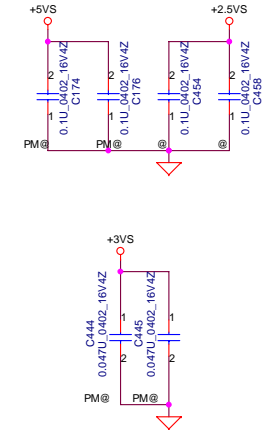 +5VS
+2.5VS
2
2
2
2
0.1U_0402_16V4Z
C174
0.1U_0402_16V4Z
C176
0.1U_0402_16V4Z
C454
0.1U_0402_16V4Z
C458
1
1
1
1
PM@
PM@
@
@
+3VS
C444
0.047U_0402_16V4Z
C445
0.047U_0402_16V4Z
1
1
2
2
PM@
PM@